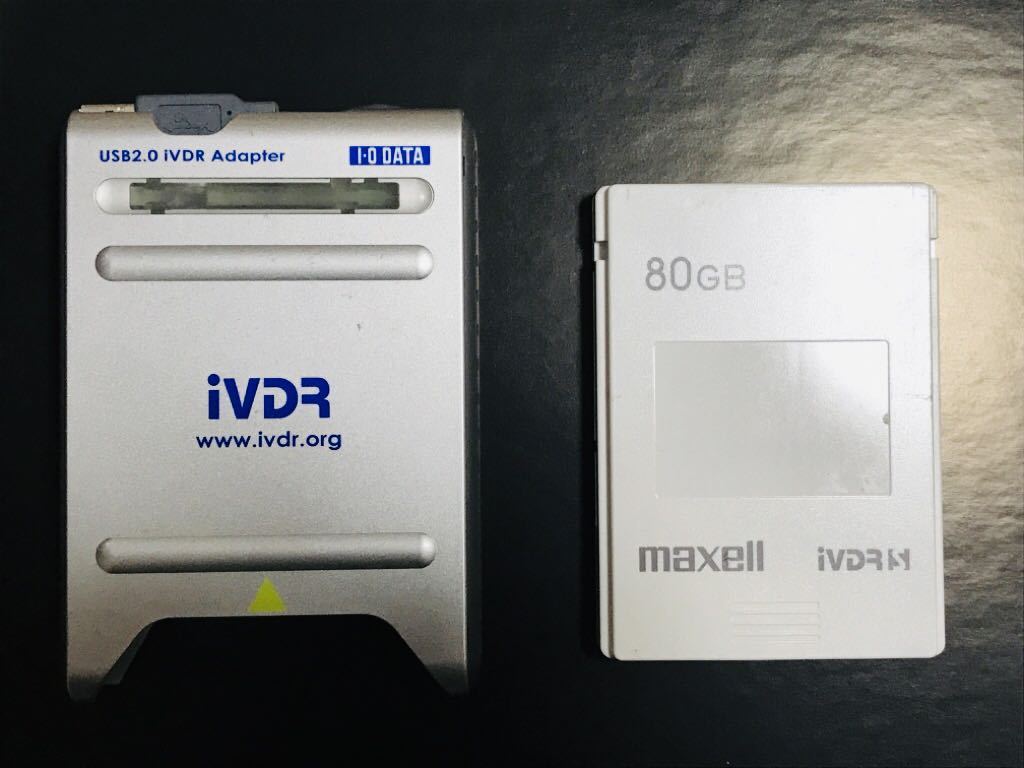 USB2.0 iVDR Adapter
I·O DATA
iVDR
www.ivdr.org
80GB
maxell
iVDR S